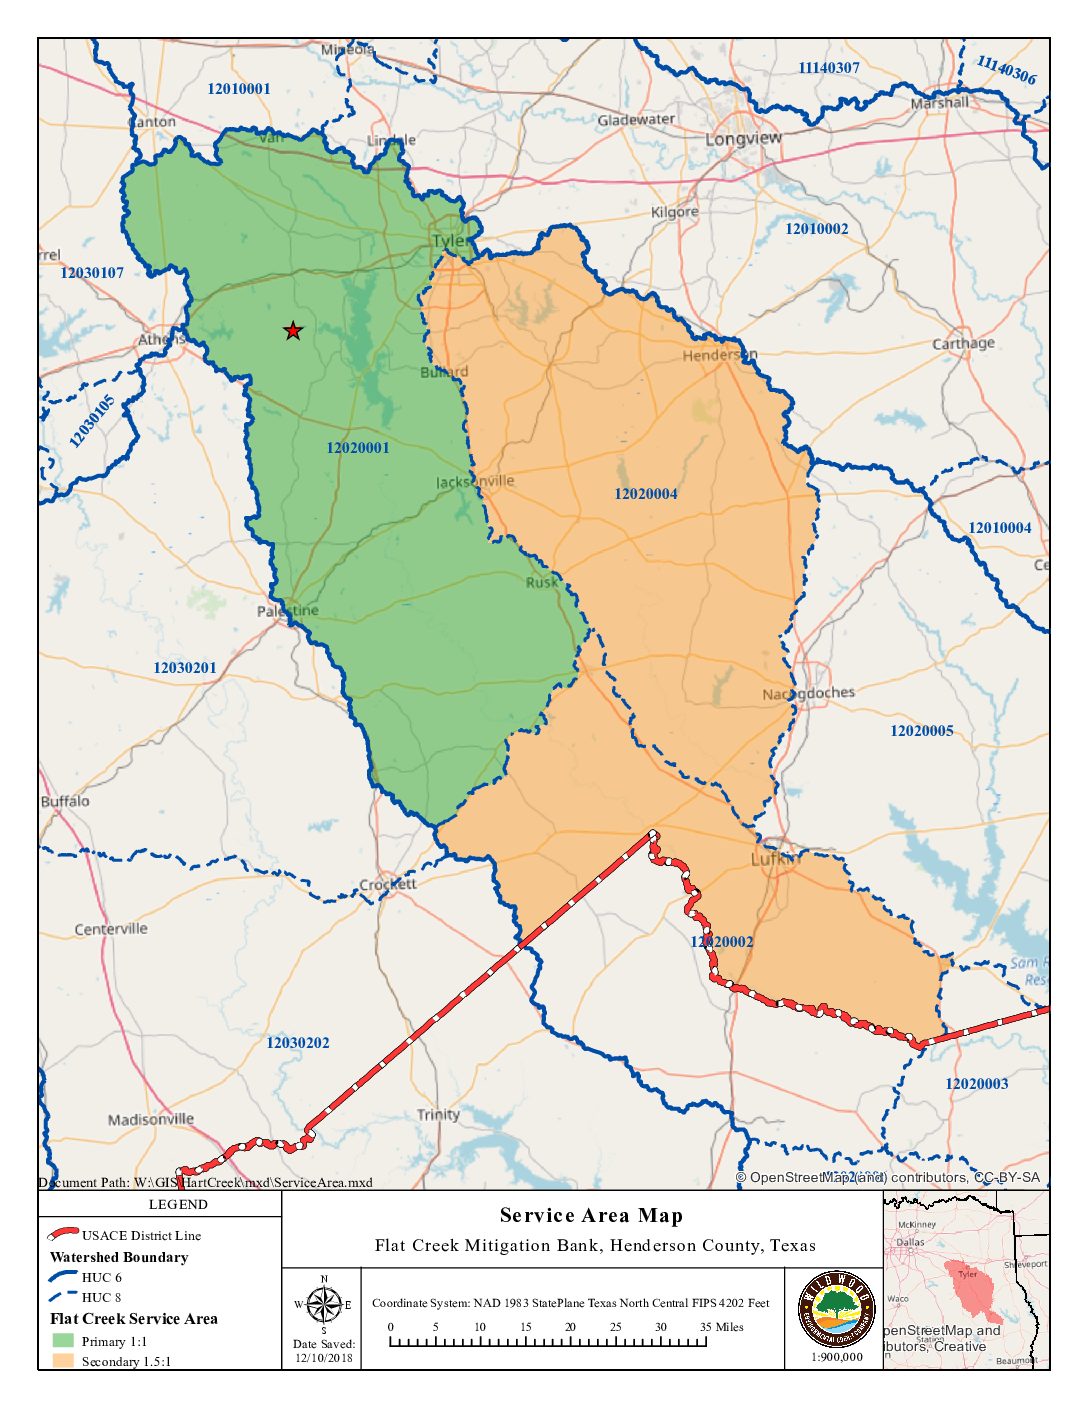 Mineola
11140307
11140306
12010001
Marshall
Canton
Gladewater
Van
Lindale
Longview
Kilgore
12010002
Tyler
rrel
12030107
Athens
Henderson
Carthage
Bullard
12030105
12020001
Jacksonville
12020004
12010004
Ce
Rusk
Palestine
12030201
Nacogdoches
12020005
Buffalo
Lufkin
Crockett
Centerville
12020002
Sam R
Res
12030202
12020003
Madisonville
Trinity
Document Path: W:\GIS\HartCreek\mxd\ServiceArea.mxd
© OpenStreetMap (and) contributors, CC-BY-SA
LEGEND
USACE District Line
Watershed Boundary
HUC 6
HUC 8
Flat Creek Service Area
Primary 1:1
Secondary 1.5:1
Service Area Map
Flat Creek Mitigation Bank, Henderson County, Texas
N
W E
S
Date Saved:
12/10/2018
Coordinate System: NAD 1983 StatePlane Texas North Central FIPS 4202 Feet
0 5 10 15 20 25 30 35 Miles
WILDWOOD
1:900,000
McKinney
Dallas
Tyler
Shreveport
Waco
penStreetMap and
Station
ibutors, Creative
n
Beaumont